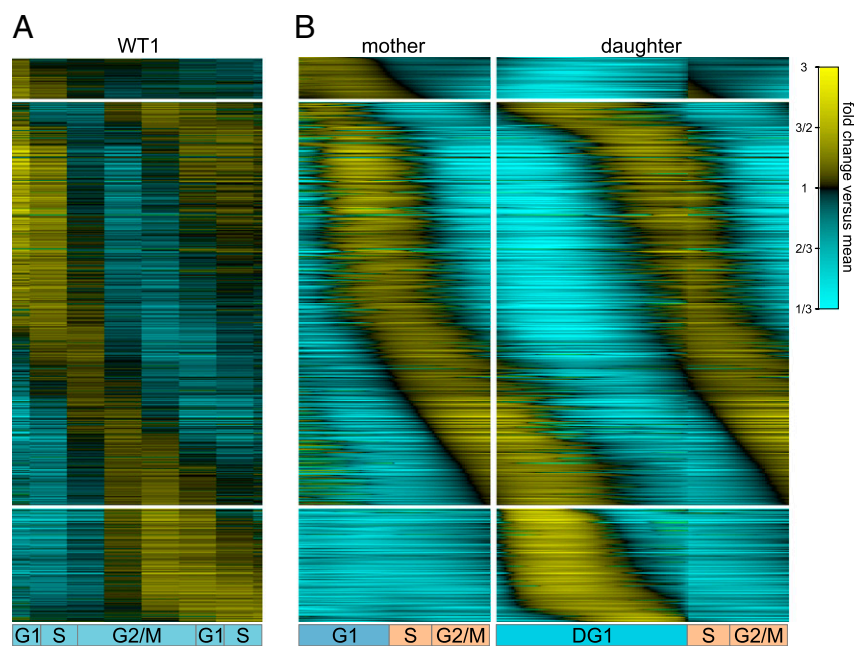 A
B
WT1
mother
daughter
3
3/2
1
2/3
1/3
fold change versus mean
G1 S G2/M G1 S
G1 S G2/M
DG1 S G2/M